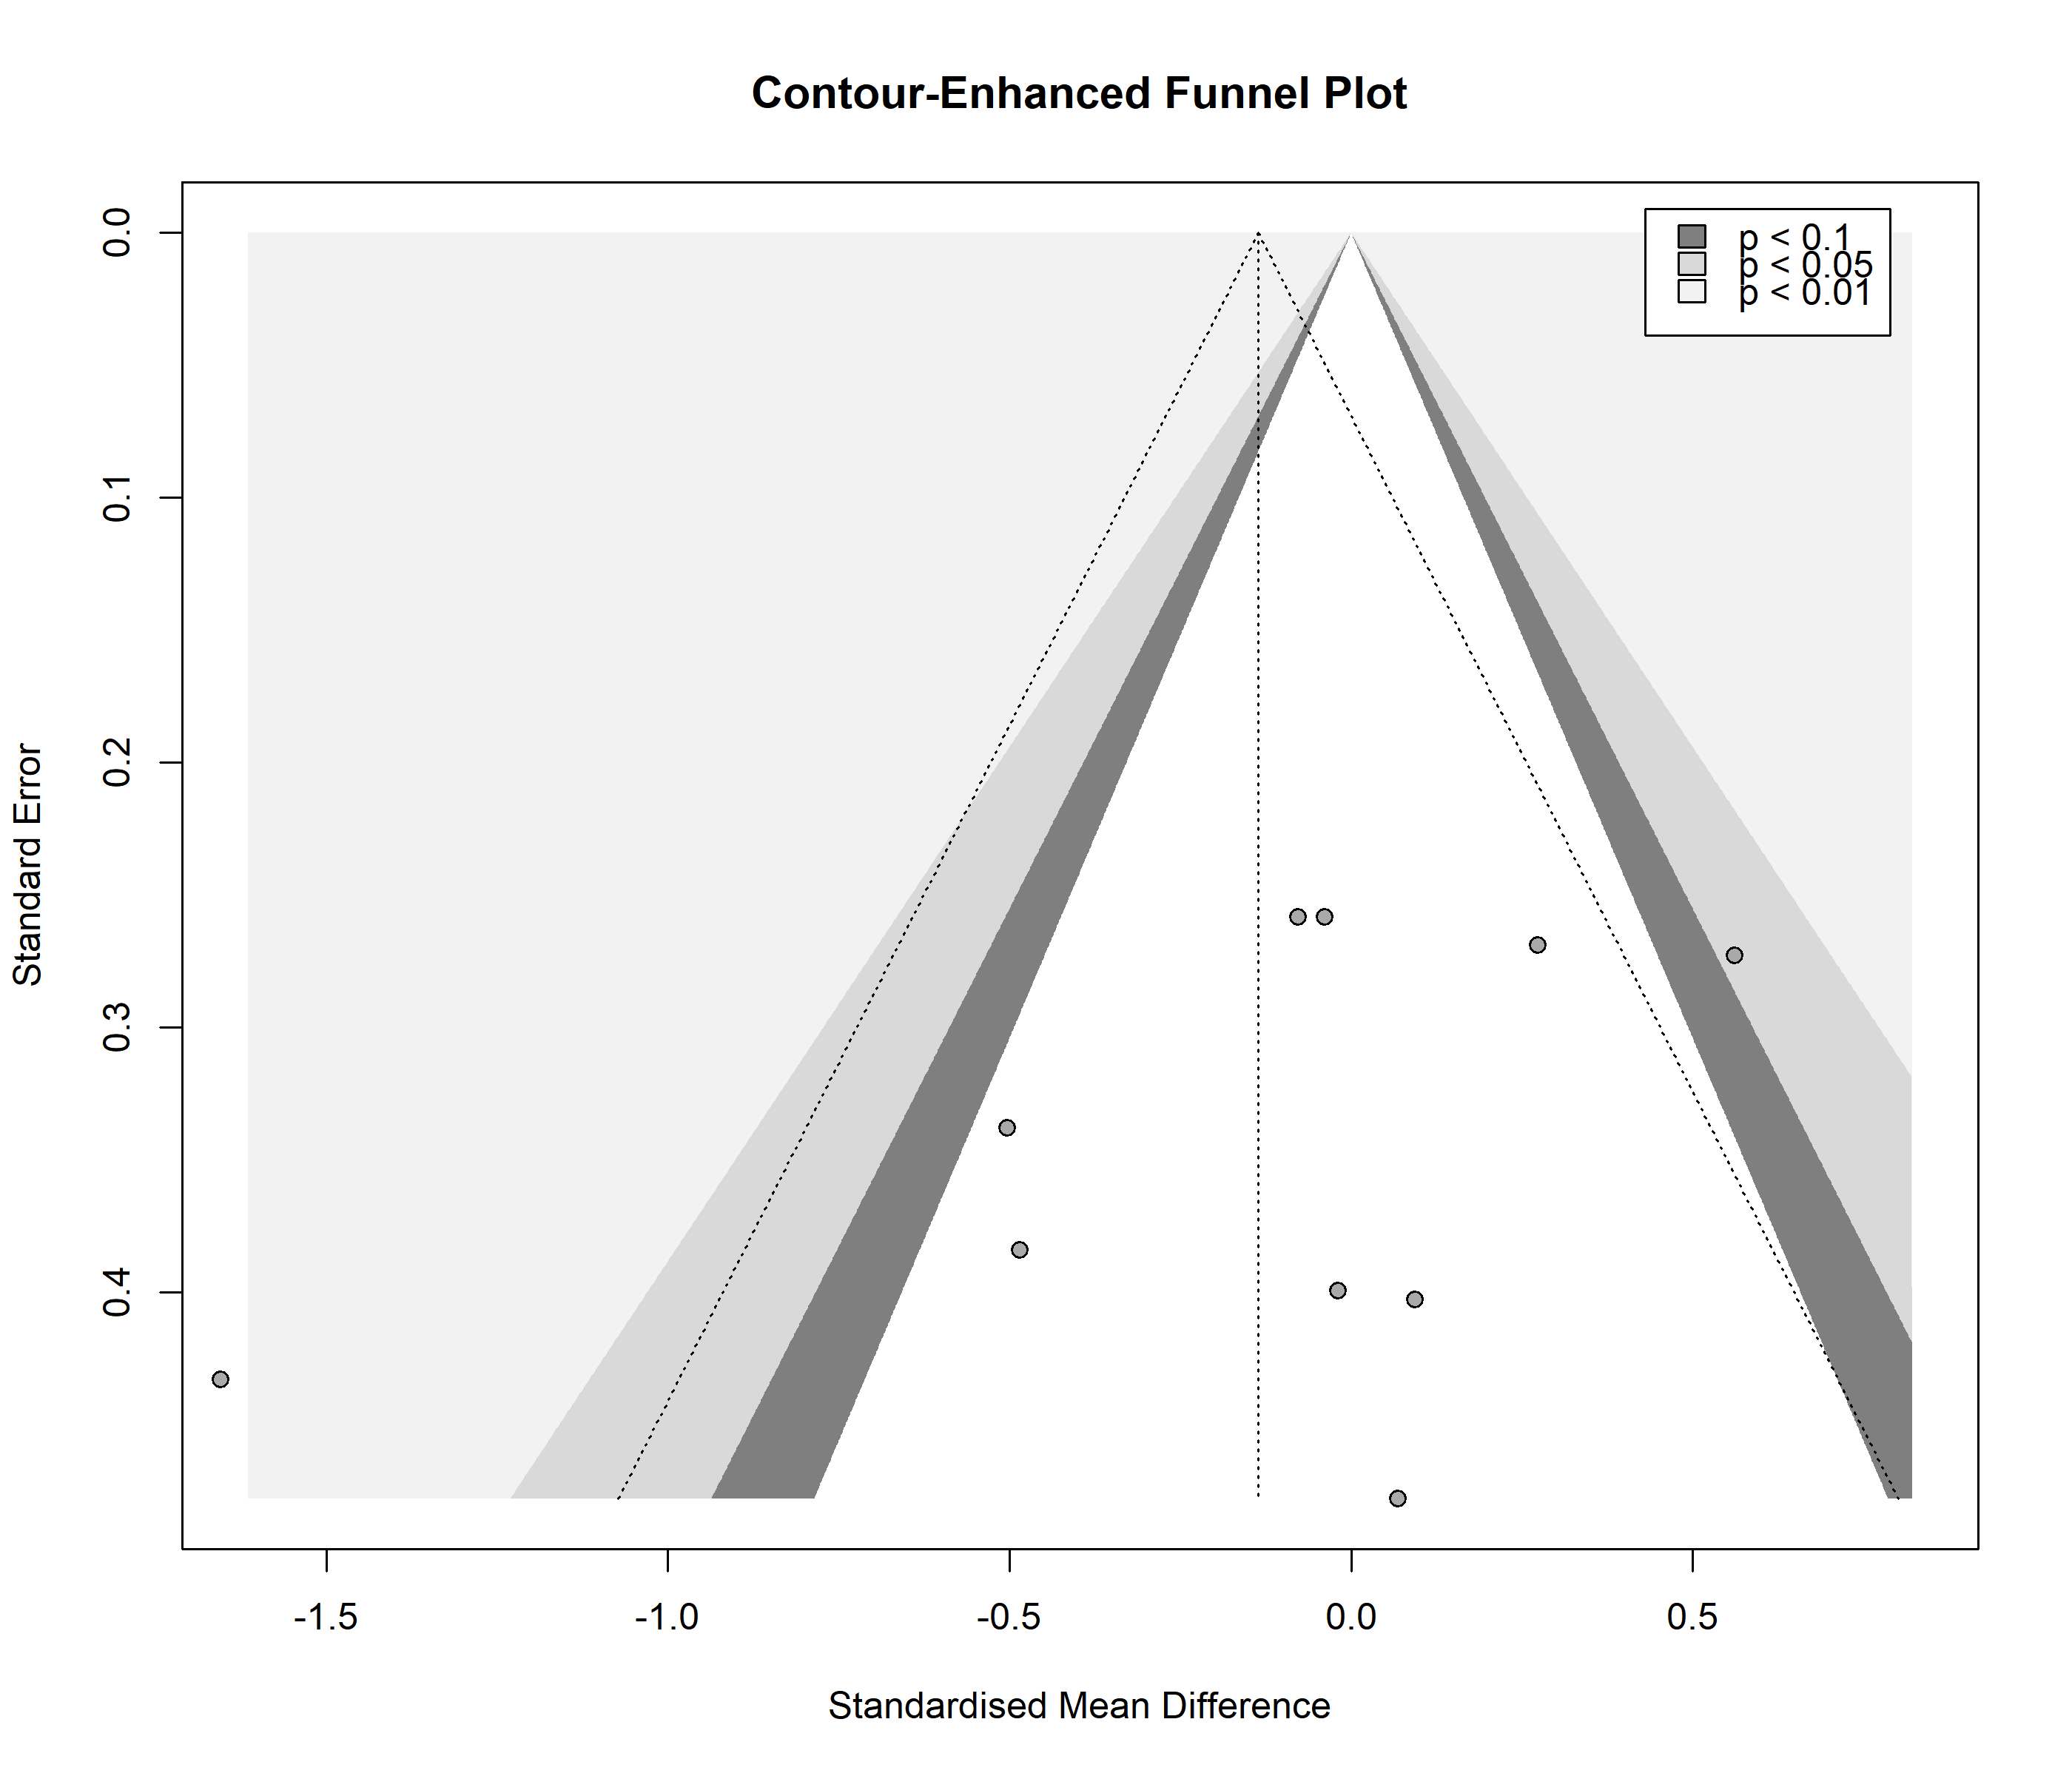 Contour-Enhanced Funnel Plot
p < 0.1
p < 0.05
p < 0.01
0.0
0.1
0.2
0.3
0.4
Standard Error
-1.5 -1.0 -0.5 0.0 0.5
Standardised Mean Difference